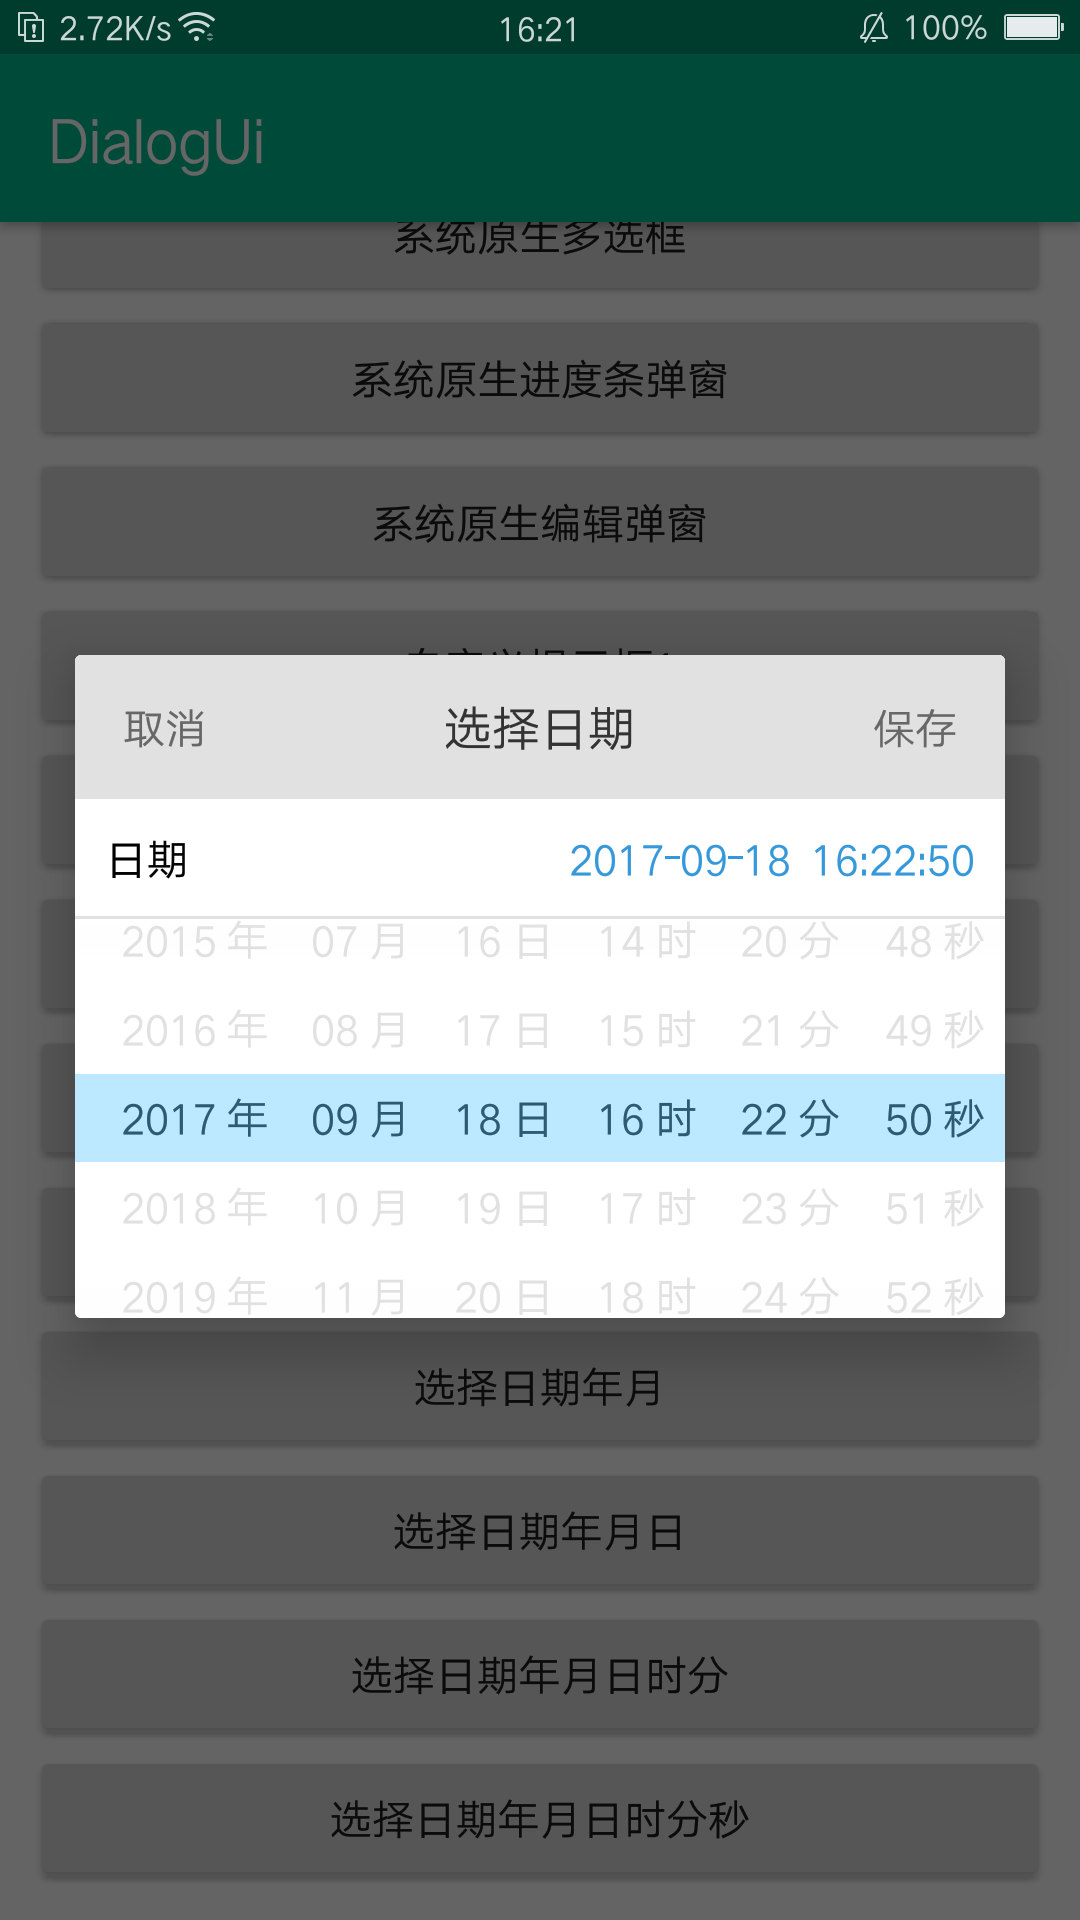 2.72K/s 16:21 100%
DialogUi
系统原生多选框
系统原生进度条弹窗
系统原生编辑弹窗
取消 选择日期 保存
日期 2017-09-18 16:22:50
2015 年 07 月 16 日 14 时 20 分 48 秒
2016 年 08 月 17 日 15 时 21 分 49 秒
2017 年 09 月 18 日 16 时 22 分 50 秒
2018 年 10 月 19 日 17 时 23 分 51 秒
2019 年 11 月 20 日 18 时 24 分 52 秒
选择日期年月
选择日期年月日
选择日期年月日时分
选择日期年月日时分秒